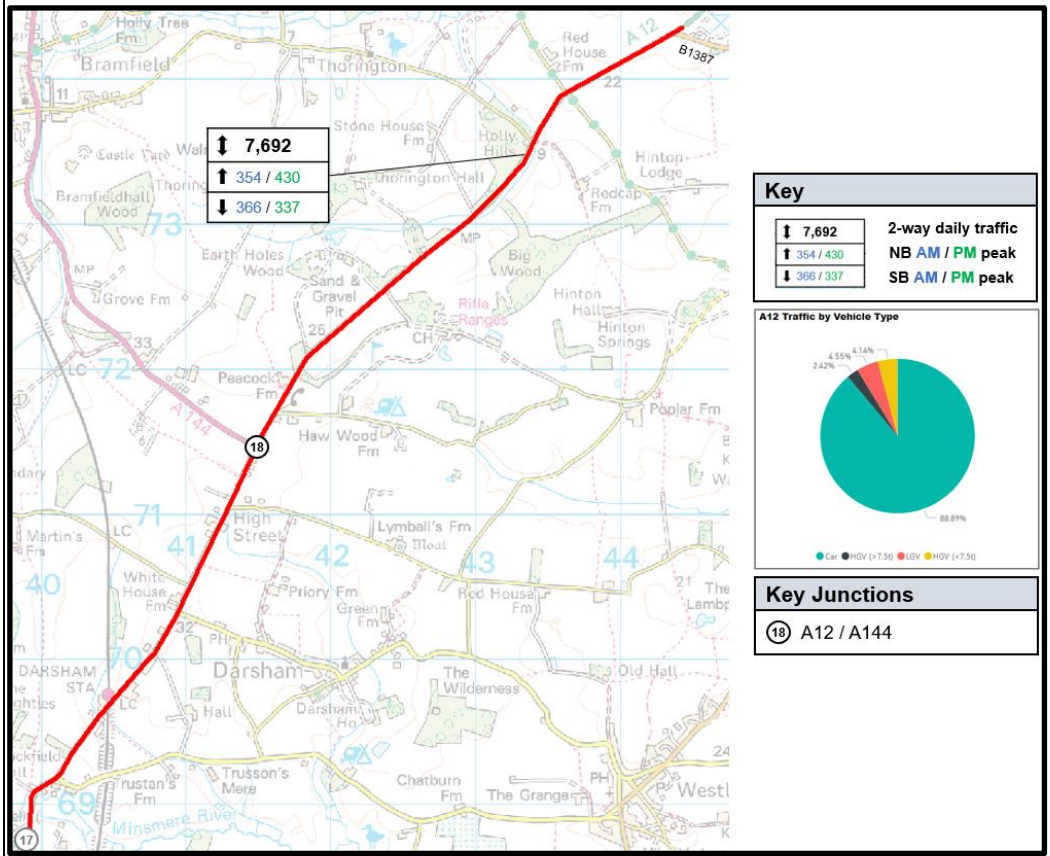 Holly Tree
Fm
Bramfield
7
Thorington
Red
House
Fm
A 12
B1387
22
11
Stone House
Fm
Holly
Hills
9
Castle Yard
↕ 7,692
↑ 354 / 430
↓ 366 / 337
Thorington Hall
Hinton
Lodge
Bramfieldhall
Wood
73
Redcap
Fm
MP
Earth Holes
Wood
Big
Wood
MP
Grove Fm
Sand &
Gravel
Pit
Rifle
Ranges
Hinton
Hall
25
CH
Hinton
Springs
33
LC
72
Peacock
Fm
A 144
Poplar Fm
18
Haw Wood
Fm
71
High
Street
Lymball's Fm
Moat
Martin's
Fm
LC
41
42
43
44
40
White
House
Fm
Priory Fm
Green
Fm
Red House
Fm
21
The
32
PH
70
DARSHAM
STA
Darsham
The
Wilderness
Old Hall
LC
Hall
Darsham
Ho
24
Trustan's
Fm
Trusson's
Mere
Chatburn
Fm
The Grange
PH
P
Westl
69
Minsmere River
17
Key
↕ 7,692 2-way daily traffic
↑ 354 / 430 NB AM / PM peak
↓ 366 / 337 SB AM / PM peak
A12 Traffic by Vehicle Type
4.14%
4.55%
2.42%
88.89%
Car HGV (>7.5t) LGV HGV (<7.5t)
Key Junctions
18 A12 / A144